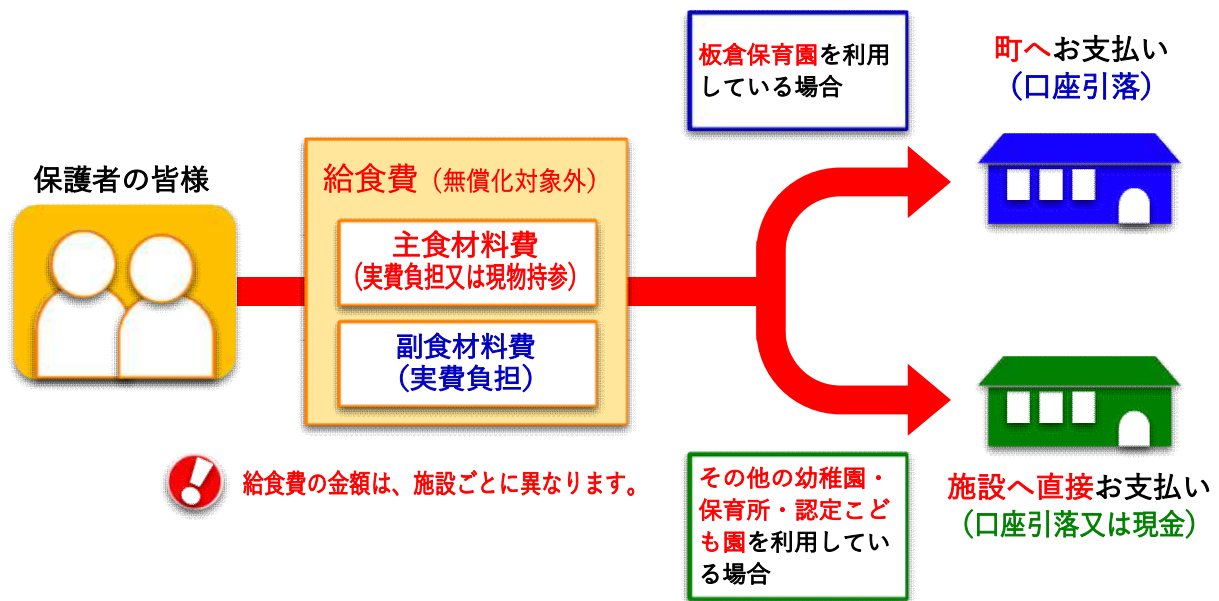 保護者の皆様
給食費（無償化対象外）
主食材料費
（実費負担又は現物持参）
副食材料費
（実費負担）
給食費の金額は、施設ごとに異なります。
板倉保育園を利用
している場合
町へお支払い
（口座引落）
その他の幼稚園・
保育所・認定こど
も園を利用してい
る場合
施設へ直接お支払い
（口座引落又は現金）